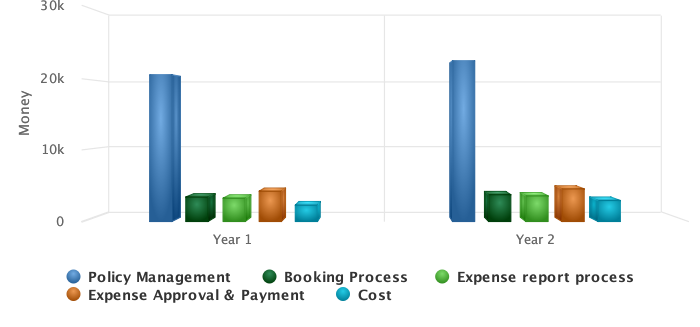 30k
20k
Money
10k
0
Year 1 Year 2
Policy Management Booking Process Expense report process
Expense Approval & Payment Cost